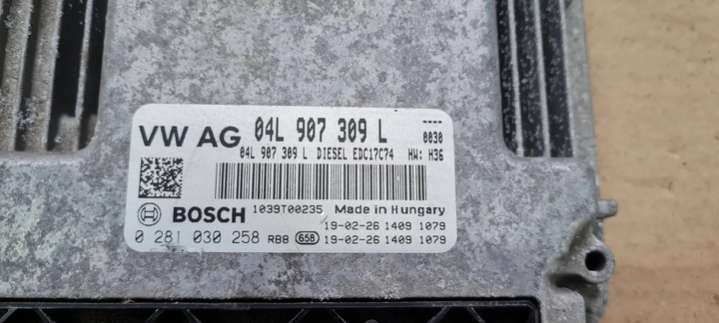 VW AG 04L 907 309 L ----
0030
04L 907 309 L DIESEL EDC17C74 HW: H36
BOSCH 1039T00235 Made in Hungary
19-02-26 1409 1079
0 281 030 258 RBB 658 19-02-26 1409 1079